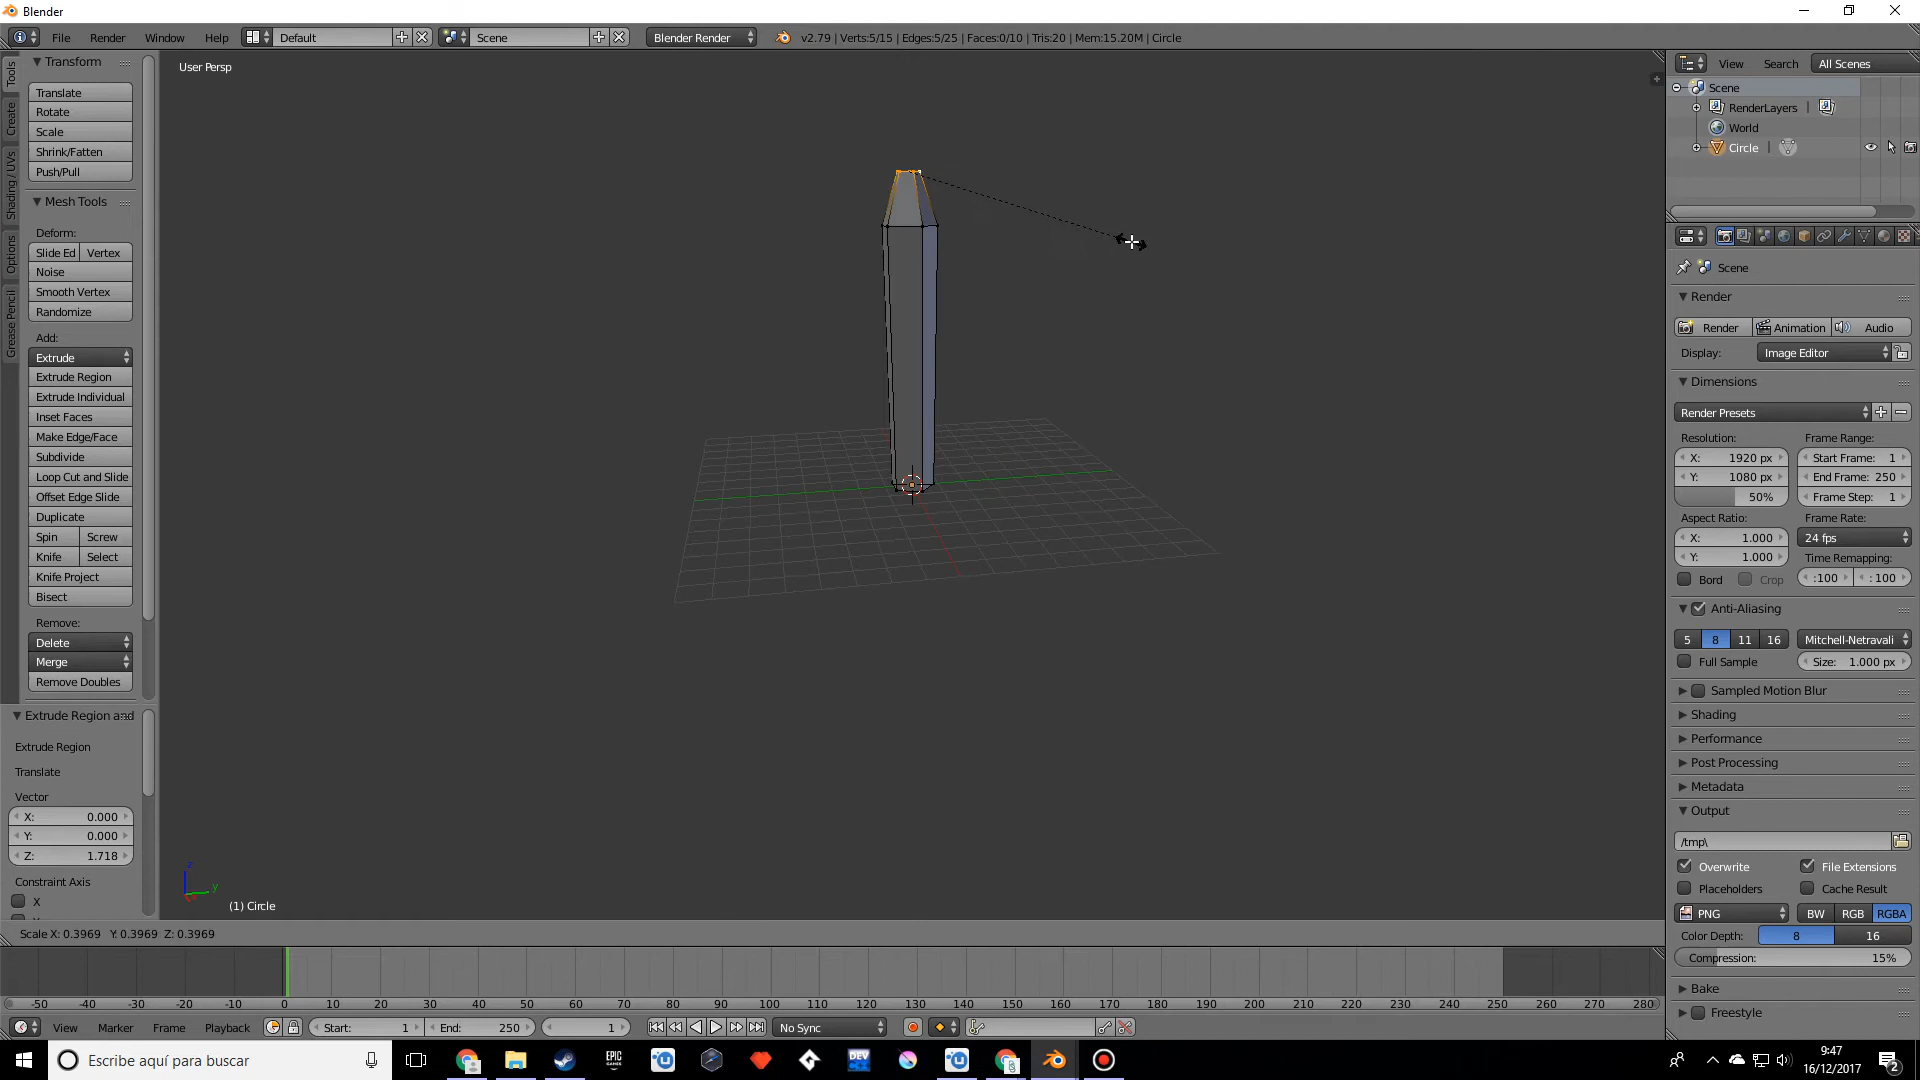 Blender
File Render Window Help Default Scene Blender Render v2.79 | Verts:5/15 | Edges:5/25 | Faces:0/10 | Tris:20 | Mem:15.20M | Circle
Tools
Create
Shading / UVs
Options
Grease Pencil
Transform
Translate
Rotate
Scale
Shrink/Fatten
Push/Pull
Mesh Tools
Deform:
Slide Ed Vertex
Noise
Smooth Vertex
Randomize
Add:
Extrude
Extrude Region
Extrude Individual
Inset Faces
Make Edge/Face
Subdivide
Loop Cut and Slide
Offset Edge Slide
Duplicate
Spin Screw
Knife Select
Knife Project
Bisect
Remove:
Delete
Merge
Remove Doubles
Extrude Region and
Extrude Region
Translate
Vector
X: 0.000
Y: 0.000
Z: 1.718
Constraint Axis
X
User Persp
z
y
(1) Circle
Scale X: 0.3969 Y: 0.3969 Z: 0.3969
View Search All Scenes
Scene
RenderLayers
World
Circle
Scene
Render
Render Animation Audio
Display: Image Editor
Dimensions
Render Presets
Resolution: Frame Range:
X: 1920 px Start Frame: 1
Y: 1080 px End Frame: 250
50% Frame Step: 1
Aspect Ratio: Frame Rate:
X: 1.000 24 fps
Y: 1.000 Time Remapping:
Bord Crop :100 : 100
Anti-Aliasing
5 8 11 16 Mitchell-Netravali
Full Sample Size: 1.000 px
Sampled Motion Blur
Shading
Performance
Post Processing
Metadata
Output
/tmp\
Overwrite File Extensions
Placeholders Cache Result
PNG BW RGB RGBA
Color Depth: 8 16
Compression: 15%
Bake
Freestyle
-50 -40 -30 -20 -10 0 10 20 30 40 50 60 70 80 90 100 110 120 130 140 150 160 170 180 190 200 210 220 230 240 250 260 270 280
View Marker Frame Playback Start: 1 End: 250 1 No Sync
Escribe aquí para buscar
EPIC GAMES
DEV
9:47
16/12/2017
2